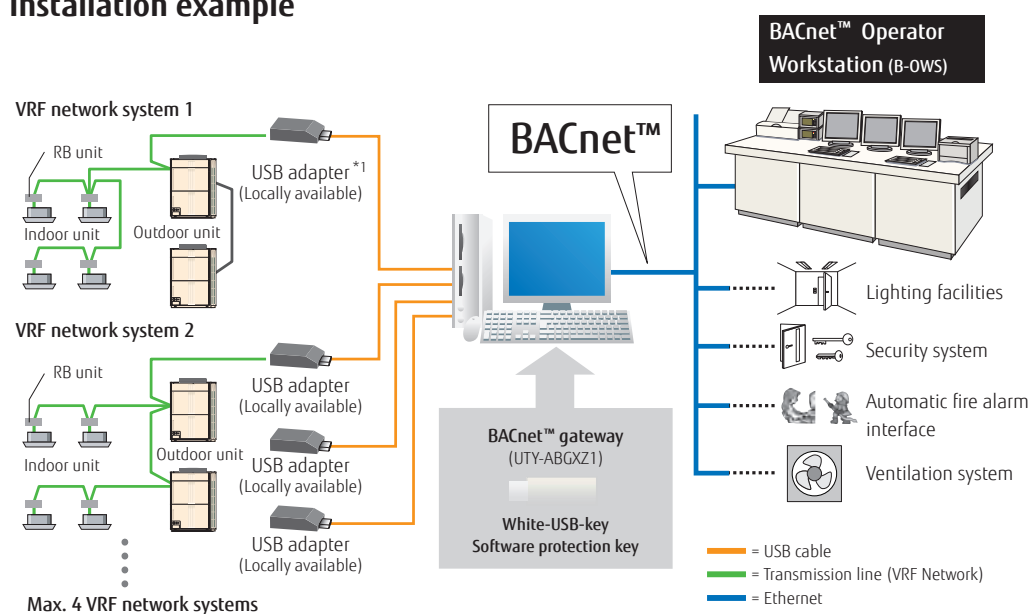 Installation example
BACnet™ Operator
Workstation (B-OWS)
VRF network system 1
RB unit
USB adapter*1
(Locally available)
Indoor unit
Outdoor unit
BACnet™
Lighting facilities
VRF network system 2
RB unit
USB adapter
(Locally available)
Security system
Automatic fire alarm
interface
Indoor unit
Outdoor unit
USB adapter
(Locally available)
BACnet™ gateway
(UTY-ABGXZ1)
Ventilation system
White-USB-key
Software protection key
USB adapter
(Locally available)
= USB cable
= Transmission line (VRF Network)
= Ethernet
Max. 4 VRF network systems